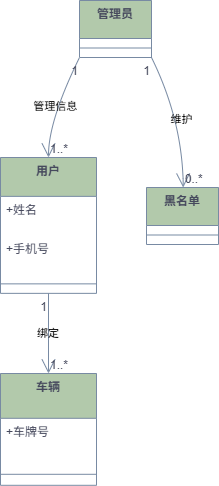 管理员
1
1
管理信息
维护
1..*
0..*
用户
黑名单
+姓名
+手机号
1
绑定
1..*
车辆
+车牌号